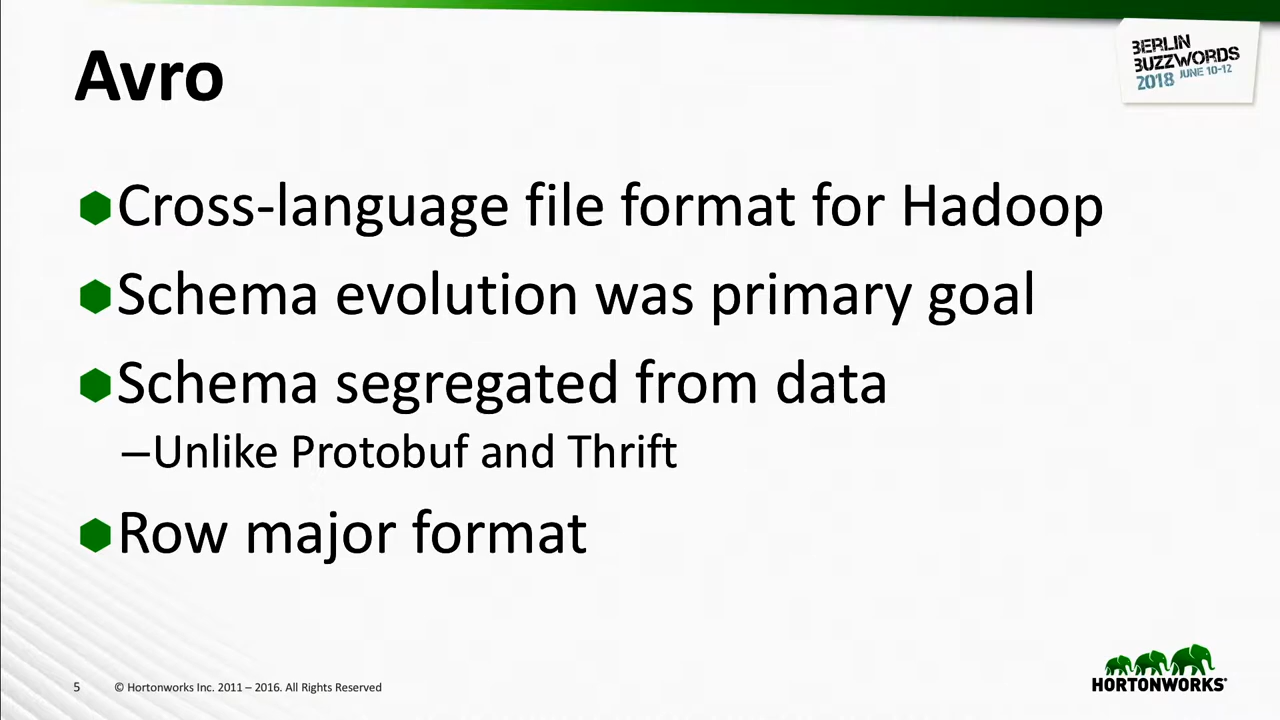 Avro
BERLIN
BUZZWORDS
2018 JUNE 10-12
Cross-language file format for Hadoop
Schema evolution was primary goal
Schema segregated from data
–Unlike Protobuf and Thrift
Row major format
5 © Hortonworks Inc. 2011 – 2016. All Rights Reserved
HORTONWORKS